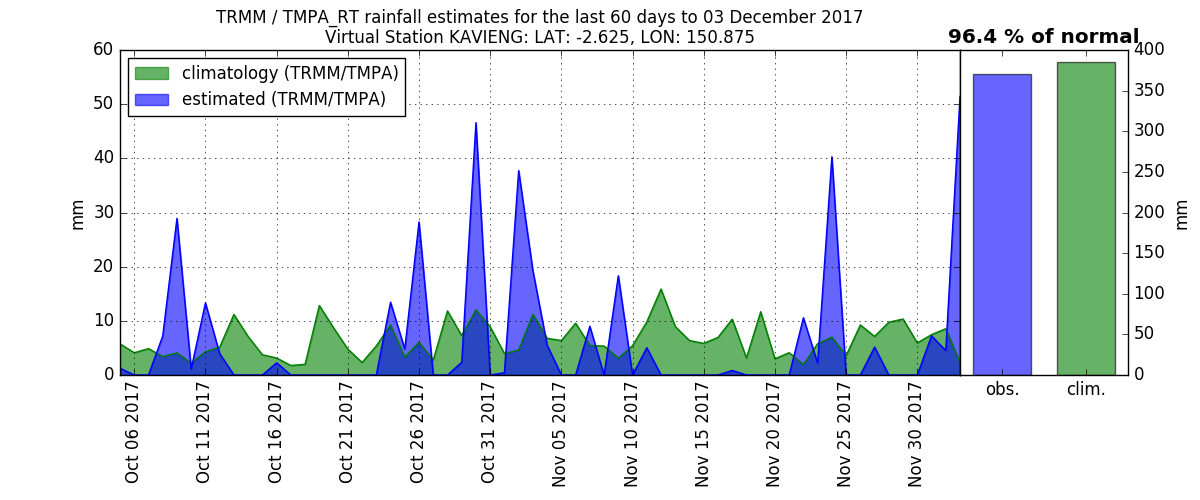 TRMM / TMPA_RT rainfall estimates for the last 60 days to 03 December 2017
Virtual Station KAVIENG: LAT: -2.625, LON: 150.875
96.4 % of normal
climatology (TRMM/TMPA)
estimated (TRMM/TMPA)
60
50
40
30
20
10
0
mm
400
350
300
250
200
150
100
50
0
mm
Oct 06 2017
Oct 11 2017
Oct 16 2017
Oct 21 2017
Oct 26 2017
Oct 31 2017
Nov 05 2017
Nov 10 2017
Nov 15 2017
Nov 20 2017
Nov 25 2017
Nov 30 2017
obs.
clim.